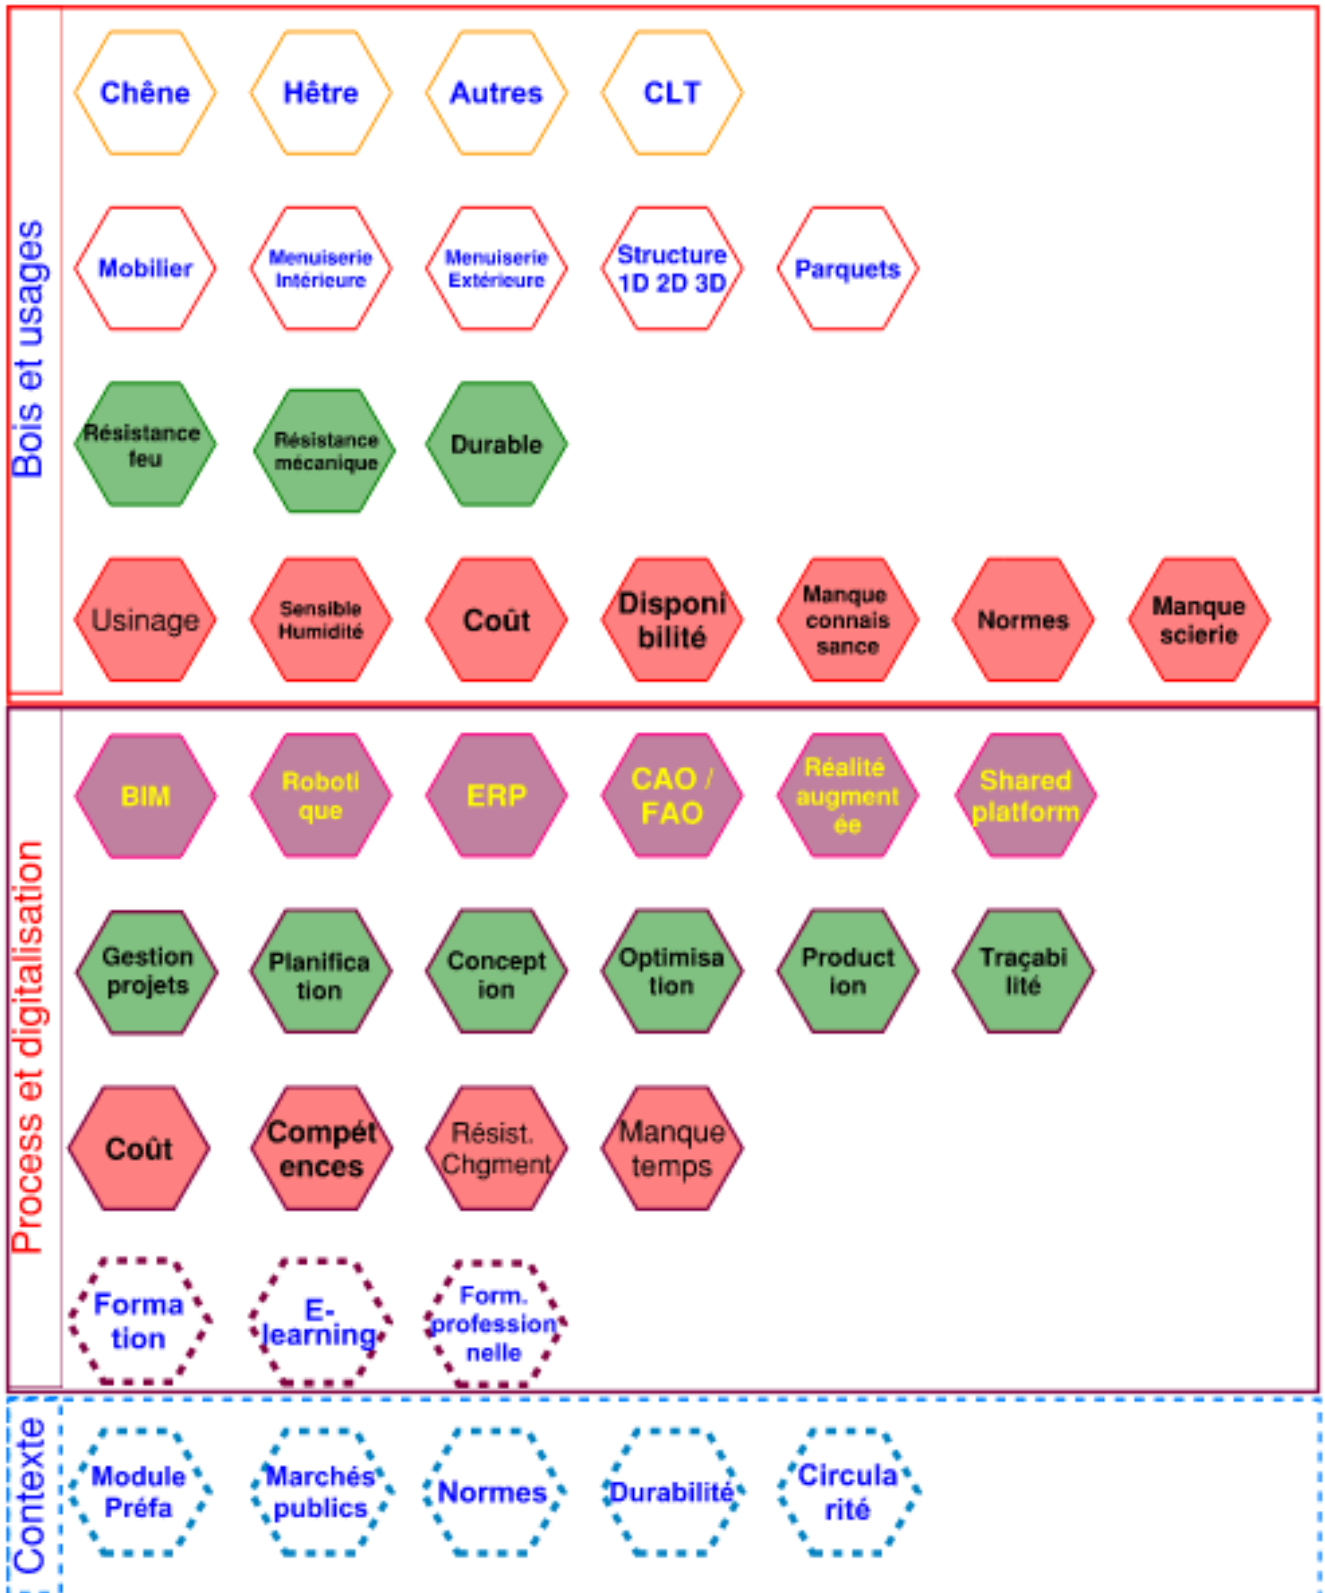 Bois et usages
Chêne
Hêtre
Autres
CLT
Mobilier
Menuiserie
Intérieure
Menuiserie
Extérieure
Structure
1D 2D 3D
Parquets
Résistance
feu
Résistance
mécanique
Durable
Usinage
Sensible
Humidité
Coût
Disponi
bilité
Manque
connais
sance
Normes
Manque
scierie
Process et digitalisation
BIM
Roboti
que
ERP
CAO /
FAO
Réalité
augment
ée
Shared
platform
Gestion
projets
Planifica
tion
Concept
ion
Optimisa
tion
Product
ion
Traçabi
lité
Coût
Compét
ences
Résist.
Chgment
Manque
temps
Forma
tion
E-
learning
Form.
profession
nelle
Contexte
Module
Préfa
Marchés
publics
Normes
Durabilité
Circula
rité